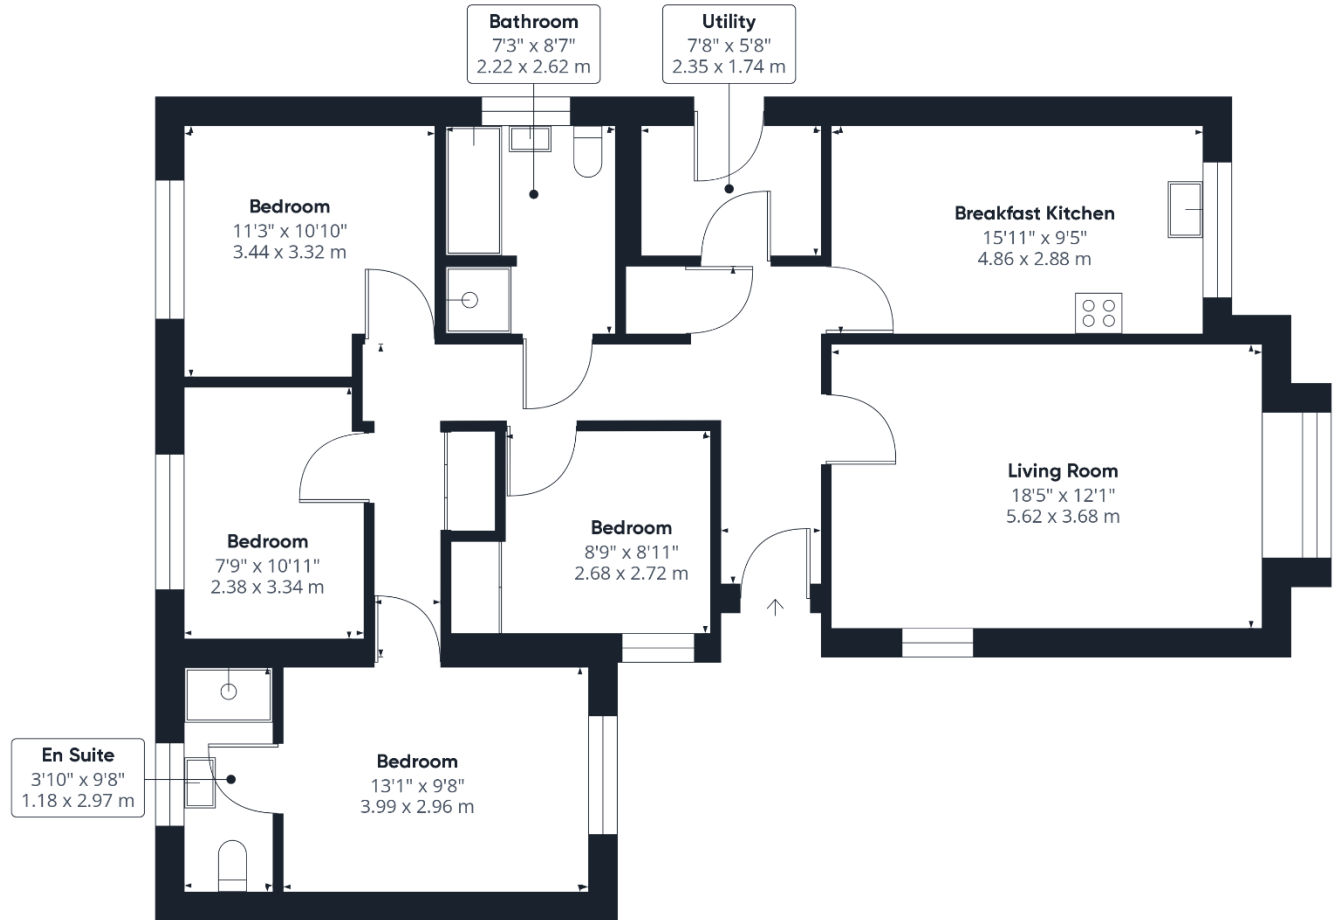 Bathroom
7'3" x 8'7"
2.22 x 2.62 m
Utility
7'8" x 5'8"
2.35 x 1.74 m
Bedroom
11'3" x 10'10"
3.44 x 3.32 m
Breakfast Kitchen
15'11" x 9'5"
4.86 x 2.88 m
Living Room
18'5" x 12'1"
5.62 x 3.68 m
Bedroom
8'9" x 8'11"
2.68 x 2.72 m
Bedroom
7'9" x 10'11"
2.38 x 3.34 m
En Suite
3'10" x 9'8"
1.18 x 2.97 m
Bedroom
13'1" x 9'8"
3.99 x 2.96 m